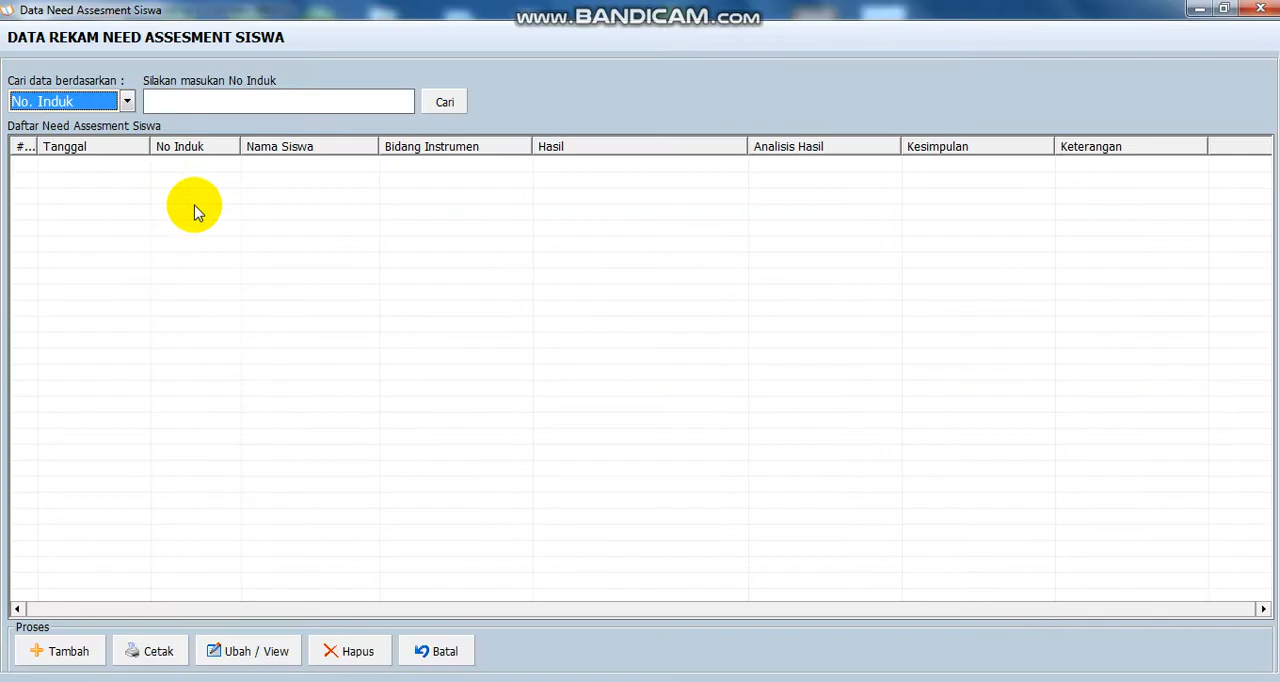 Data Need Assesment Siswa
www.BANDICAM.com
DATA REKAM NEED ASSESMENT SISWA
Cari data berdasarkan : Silakan masukan No Induk
No. Induk Cari
Daftar Need Assesment Siswa
#... Tanggal No Induk Nama Siswa Bidang Instrumen Hasil Analisis Hasil Kesimpulan Keterangan
Proses
Tambah Cetak Ubah / View Hapus Batal